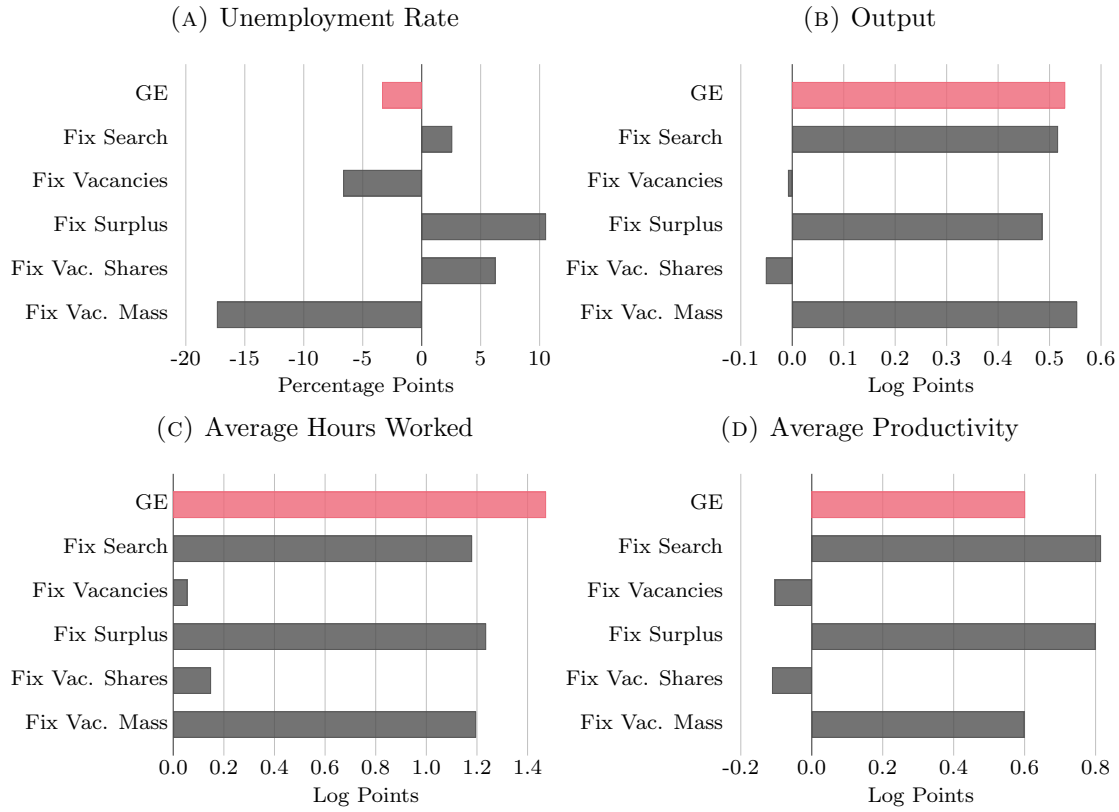 (A) Unemployment Rate
GE
Fix Search
Fix Vacancies
Fix Surplus
Fix Vac. Shares
Fix Vac. Mass
-20 -15 -10 -5 0 5 10
Percentage Points
(B) Output
GE
Fix Search
Fix Vacancies
Fix Surplus
Fix Vac. Shares
Fix Vac. Mass
-0.1 0.0 0.1 0.2 0.3 0.4 0.5 0.6
Log Points
(C) Average Hours Worked
GE
Fix Search
Fix Vacancies
Fix Surplus
Fix Vac. Shares
Fix Vac. Mass
0.0 0.2 0.4 0.6 0.8 1.0 1.2 1.4
Log Points
(D) Average Productivity
GE
Fix Search
Fix Vacancies
Fix Surplus
Fix Vac. Shares
Fix Vac. Mass
-0.2 0.0 0.2 0.4 0.6 0.8
Log Points